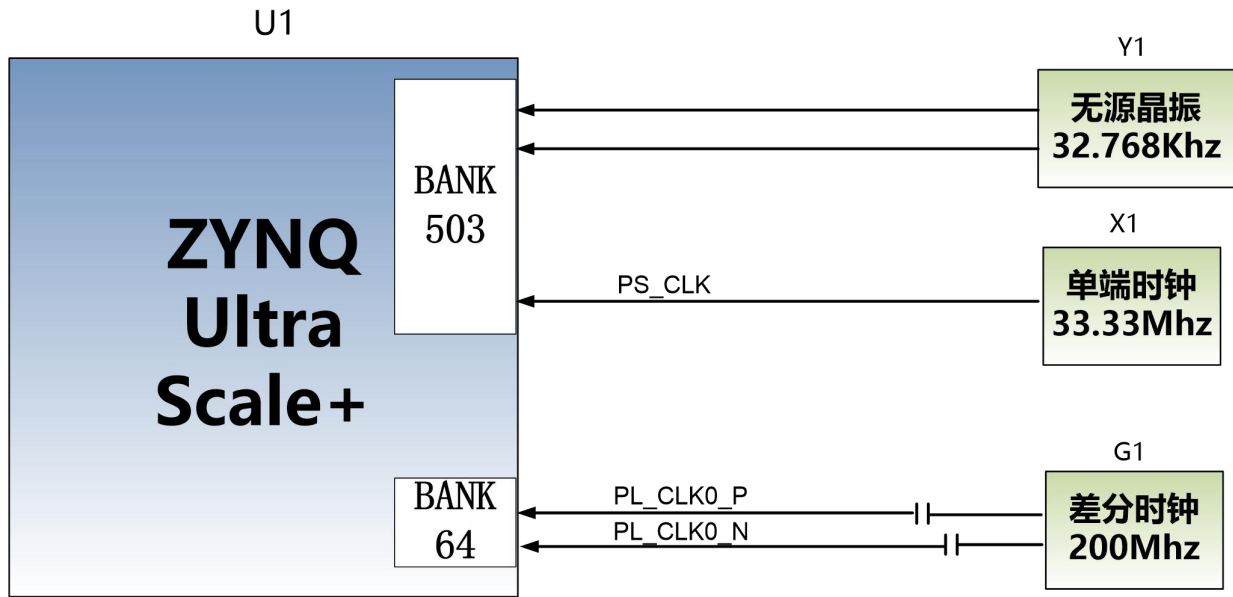 U1
Y1
无源晶振
32.768Khz
BANK
503
X1
ZYNQ
Ultra
Scale+
PS_CLK
单端时钟
33.33Mhz
G1
BANK
64
PL_CLK0_P
PL_CLK0_N
差分时钟
200Mhz